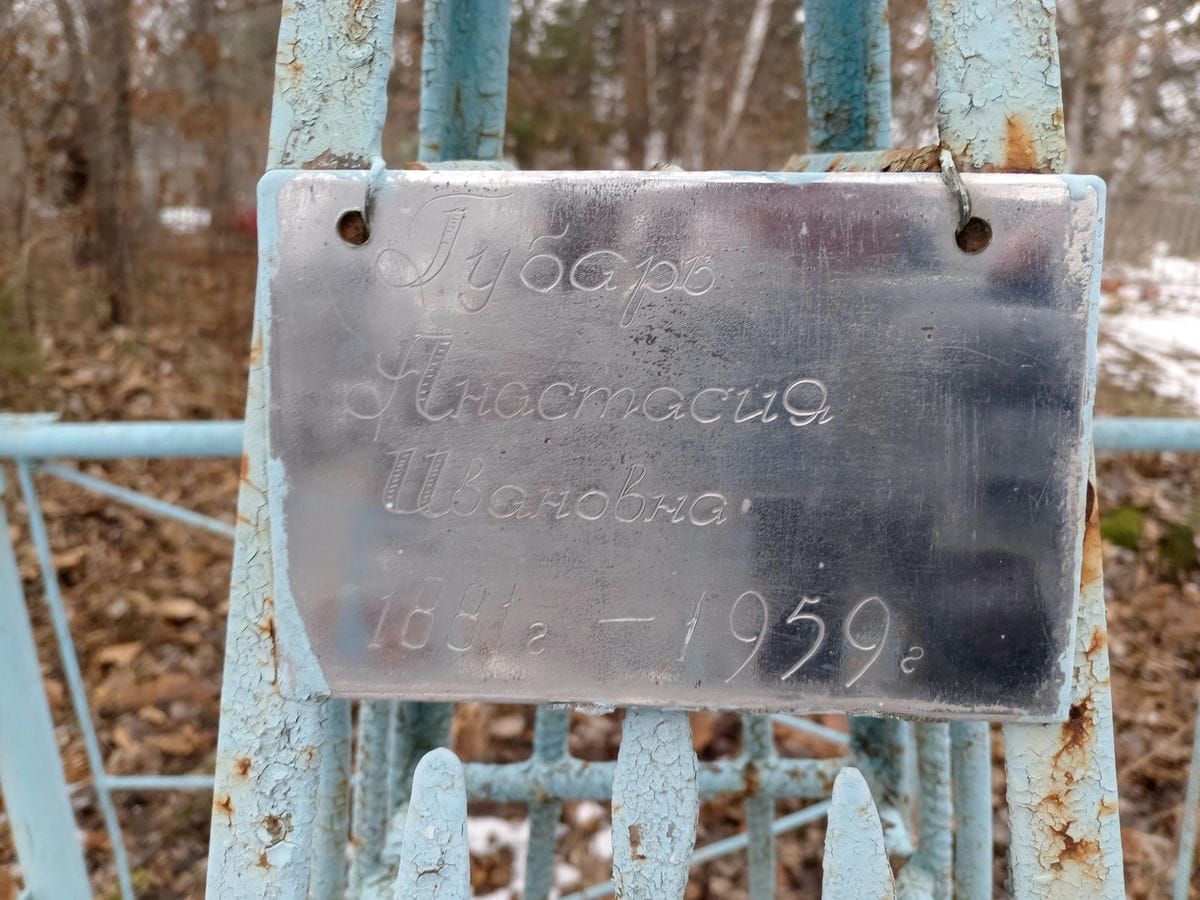 Губарь
Анастасия
Ивановна
1881г — 1959г